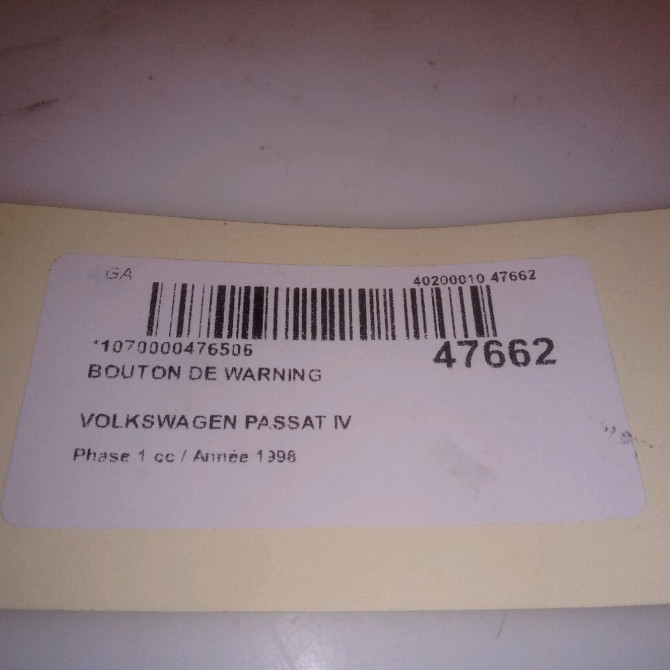 GA
40200010 47662
*1070000476506
47662
BOUTON DE WARNING
VOLKSWAGEN PASSAT IV
Phase 1 cc / Année 1998